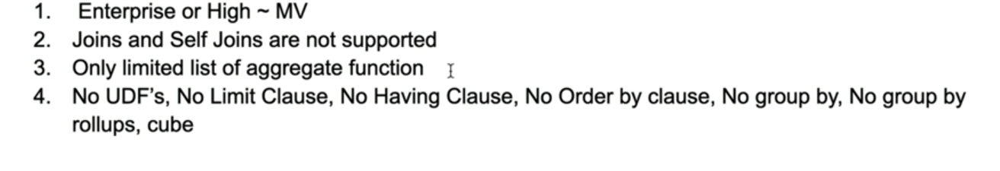 1. Enterprise or High ~ MV
2. Joins and Self Joins are not supported
3. Only limited list of aggregate function
4. No UDF's, No Limit Clause, No Having Clause, No Order by clause, No group by, No group by
rollups, cube